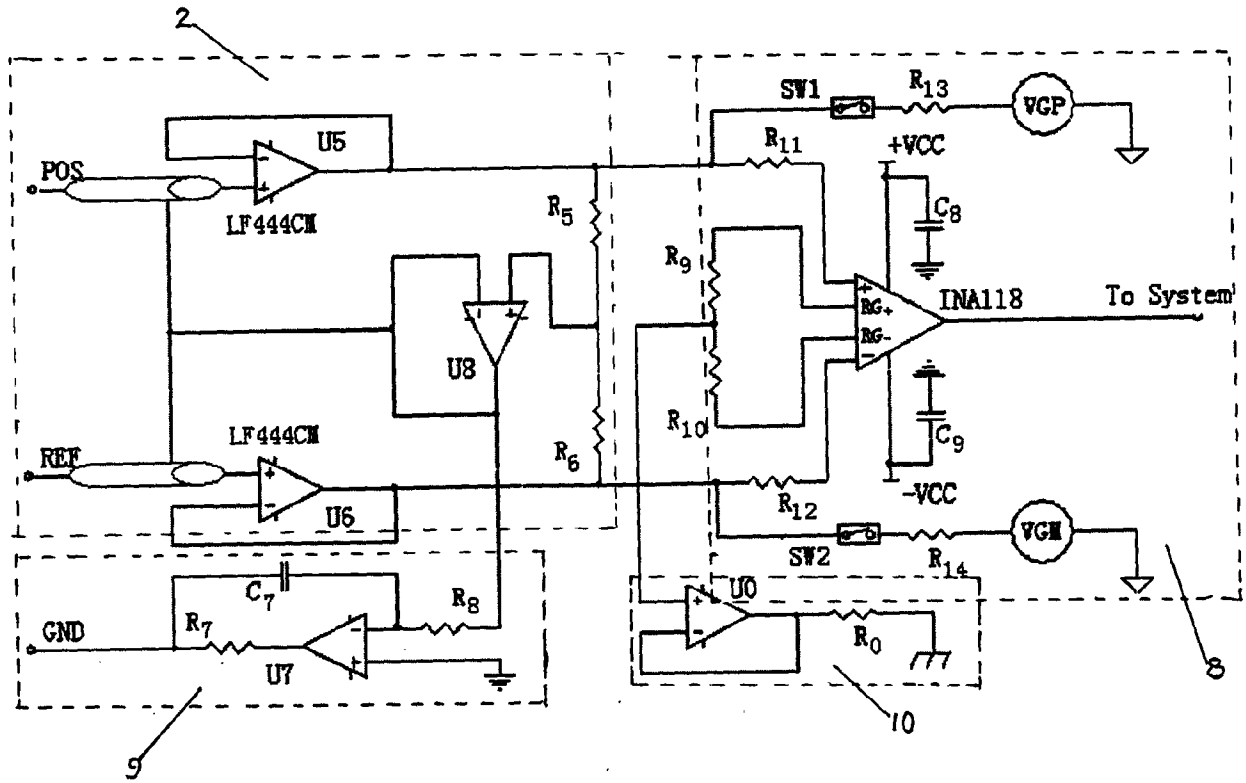 2
SW1
R13
VGP
POS
U5
R11
+VCC
LF444CM
R5
C8
R9
INA118
To System
+
RG+
RG-
-
U8
LF444CM
R10
C9
REF
R6
-VCC
U6
R12
SW2
VGM
R14
C7
U0
R8
GND
R7
R0
U7
8
10
9